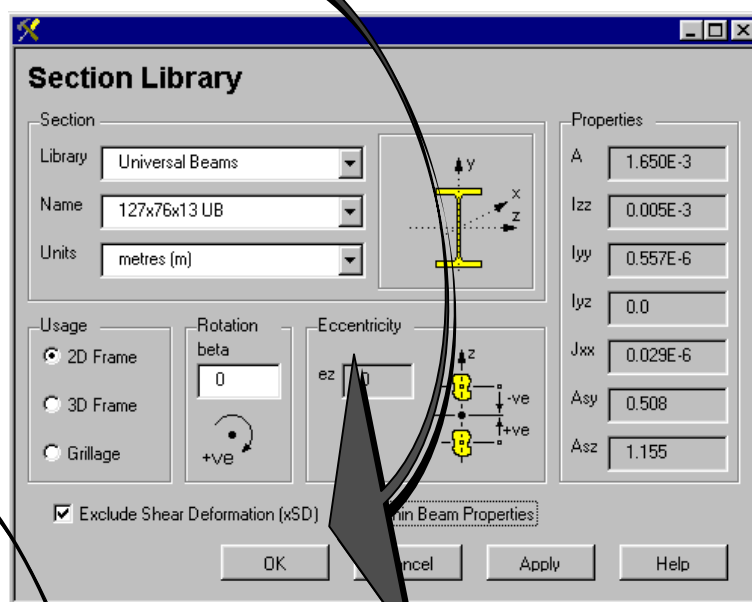 Section Library
Section
Library Universal Beams
Name 127x76x13 UB
Units metres (m)
y
x
z
Properties
A 1.650E-3
Izz 0.005E-3
Iyy 0.557E-6
Iyz 0.0
Jxx 0.029E-6
Asy 0.508
Asz 1.155
Usage
2D Frame
3D Frame
Grillage
Rotation
beta
0
+ve
Eccentricity
ez
z
-ve
+ve
Exclude Shear Deformation (xSD)
Beam Properties
OK
Apply
Help